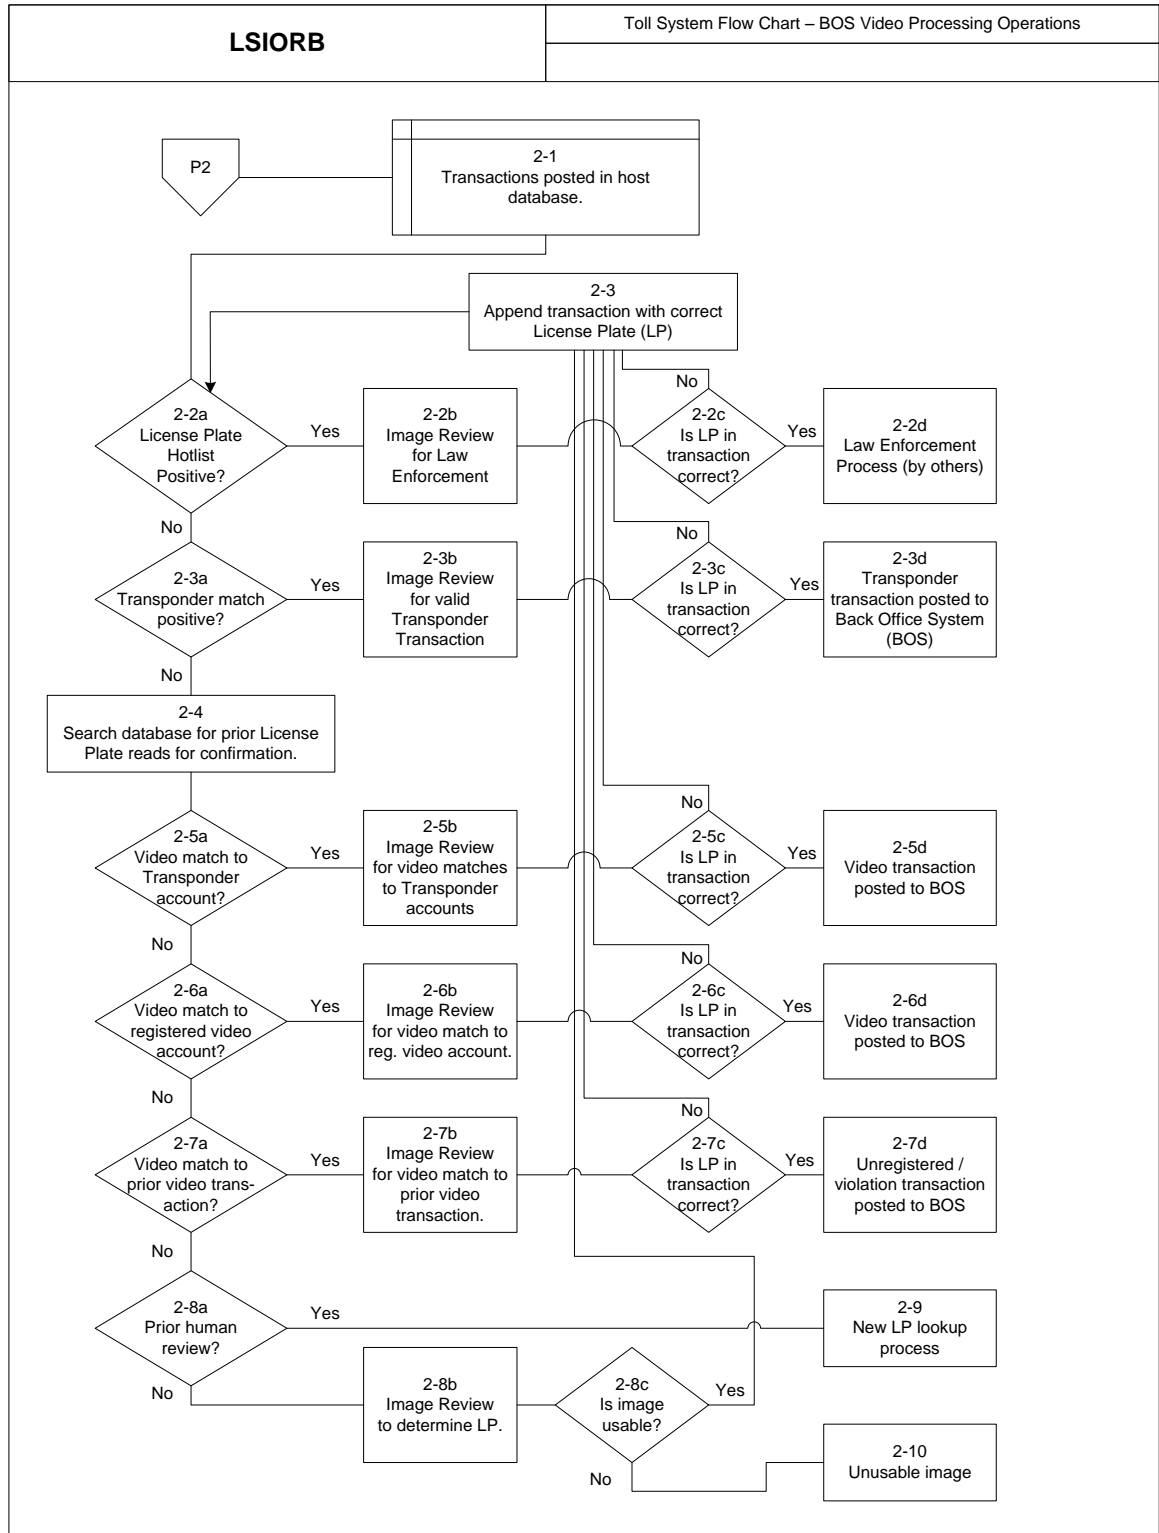 LSIORB
Toll System Flow Chart – BOS Video Processing Operations
P2
2-1
Transactions posted in host
database.
2-3
Append transaction with correct
License Plate (LP)
2-2a
License Plate
Hotlist
Positive?
Yes
2-2b
Image Review
for Law
Enforcement
No
2-2c
Is LP in
transaction
correct?
Yes
2-2d
Law Enforcement
Process (by others)
No
2-3a
Transponder match
positive?
Yes
2-3b
Image Review
for valid
Transponder
Transaction
No
2-3c
Is LP in
transaction
correct?
Yes
2-3d
Transponder
transaction posted to
Back Office System
(BOS)
No
2-4
Search database for prior License
Plate reads for confirmation.
2-5a
Video match to
Transponder
account?
Yes
2-5b
Image Review
for video matches
to Transponder
accounts
No
2-5c
Is LP in
transaction
correct?
Yes
2-5d
Video transaction
posted to BOS
No
2-6a
Video match to
registered video
account?
Yes
2-6b
Image Review
for video match to
reg. video account.
No
2-6c
Is LP in
transaction
correct?
Yes
2-6d
Video transaction
posted to BOS
No
2-7a
Video match to
prior video trans-
action?
Yes
2-7b
Image Review
for video match to
prior video
transaction.
No
2-7c
Is LP in
transaction
correct?
Yes
2-7d
Unregistered /
violation transaction
posted to BOS
No
2-8a
Prior human
review?
Yes
2-9
New LP lookup
process
No
2-8b
Image Review
to determine LP.
2-8c
Is image
usable?
Yes
No
2-10
Unusable image